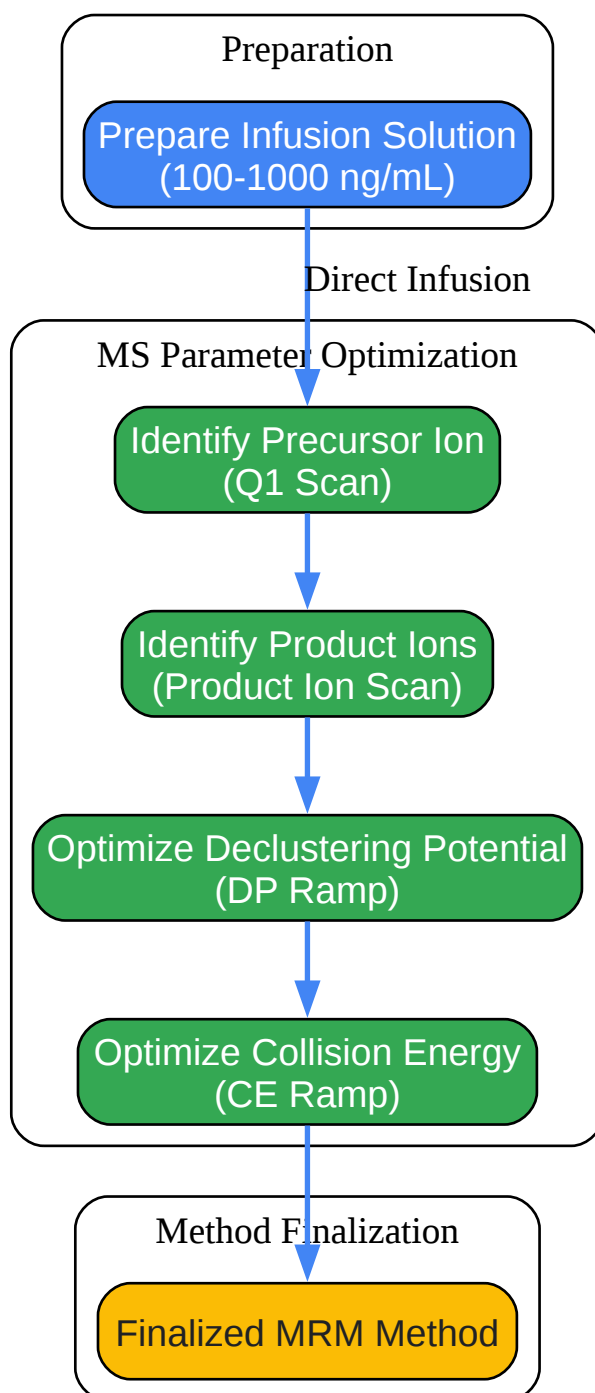 Preparation
Prepare Infusion Solution
(100-1000 ng/mL)
Direct Infusion
MS Parameter Optimization
Identify Precursor Ion
(Q1 Scan)
Identify Product Ions
(Product Ion Scan)
Optimize Declustering Potential
(DP Ramp)
Optimize Collision Energy
(CE Ramp)
Method Finalization
Finalized MRM Method